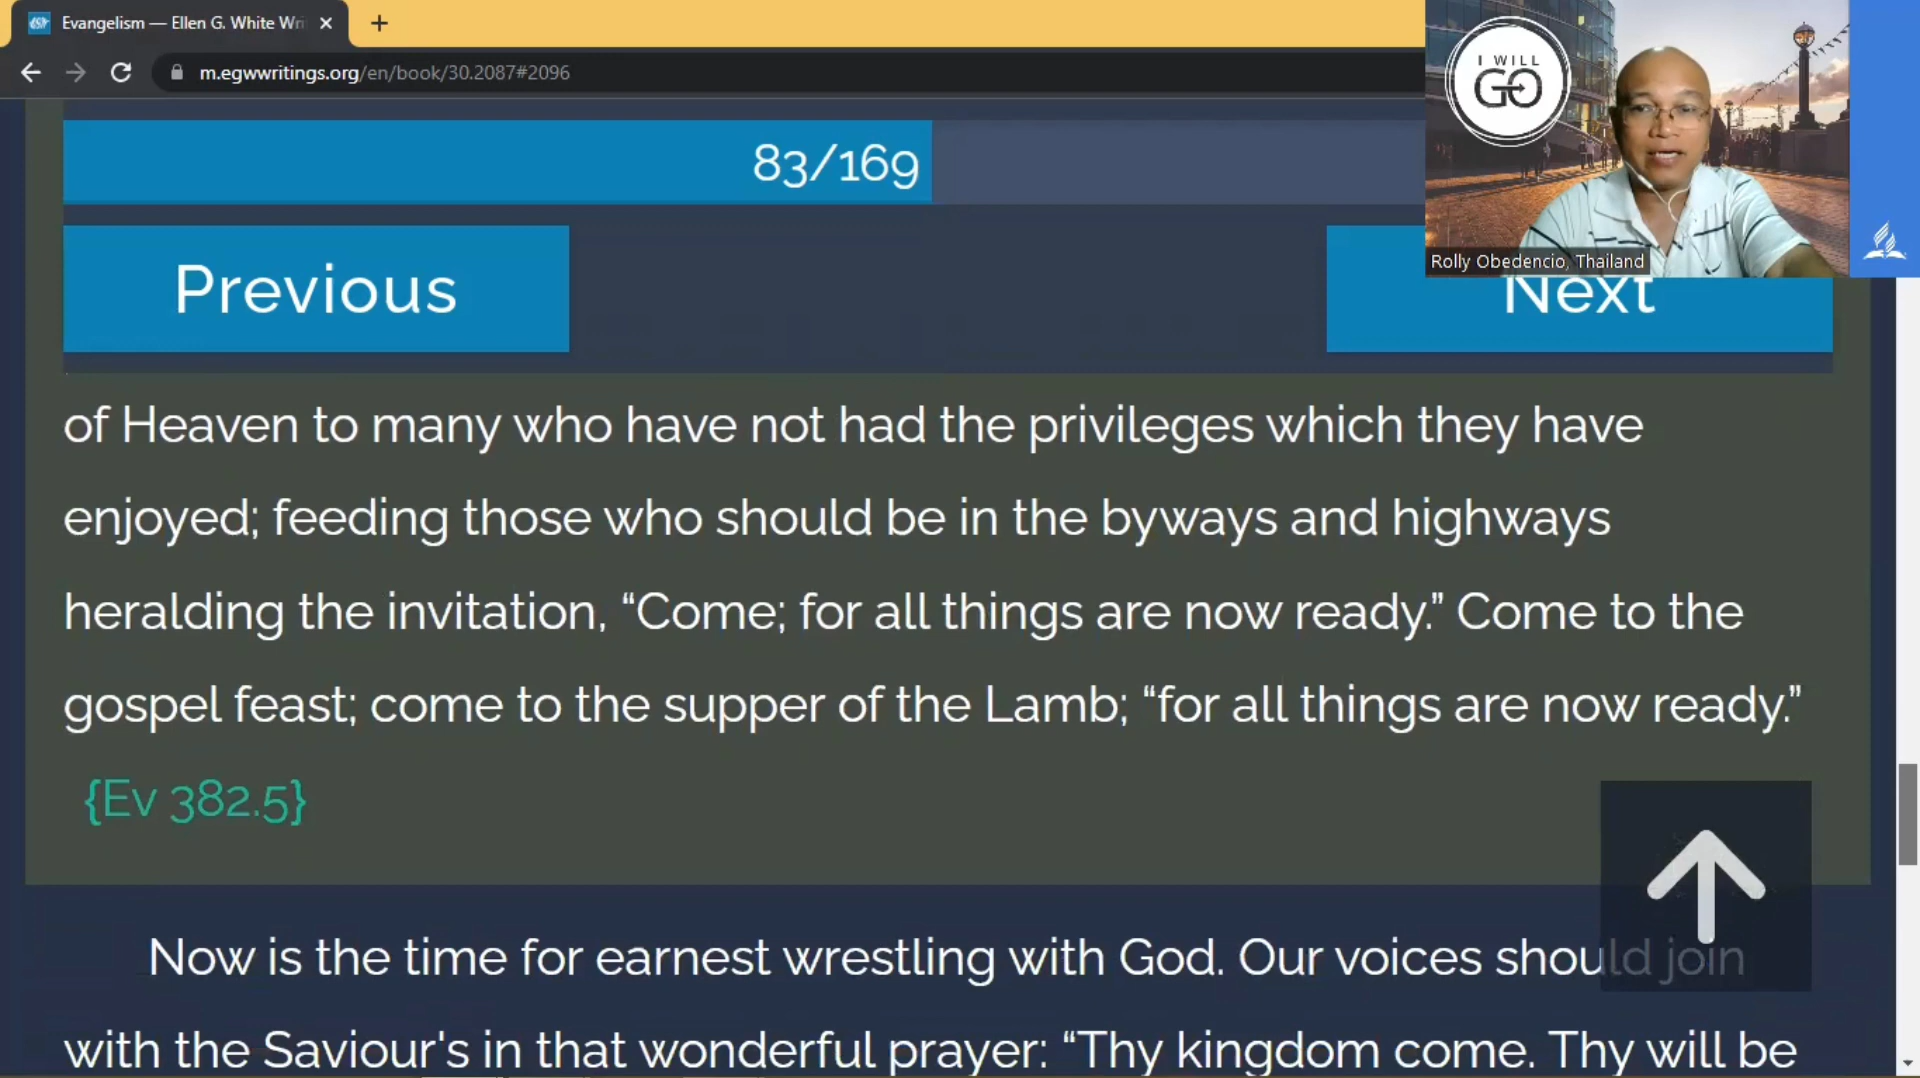 Evangelism — Ellen G. White Wri
m.egwwritings.org/en/book/30.2087#2096
I WILL
GO
Rolly Obedencio, Thailand
83/169
Previous
Next
of Heaven to many who have not had the privileges which they have
enjoyed; feeding those who should be in the byways and highways
heralding the invitation, “Come; for all things are now ready.” Come to the
gospel feast; come to the supper of the Lamb; “for all things are now ready.”
{Ev 382.5}
Now is the time for earnest wrestling with God. Our voices should join
with the Saviour's in that wonderful prayer: “Thy kingdom come. Thy will be